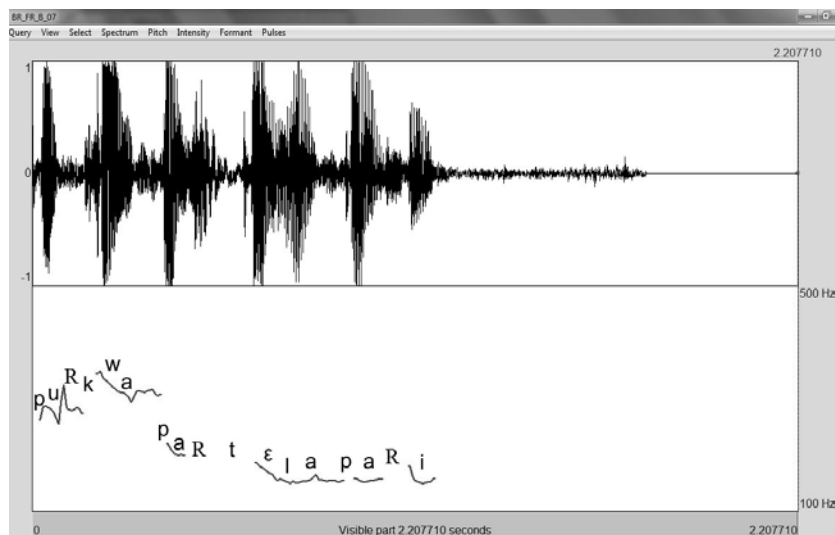 BR_FR_B_07
Query View Select Spectrum Pitch Intensity Formant Pulses
2.207710
1
0
-1
500 Hz
p u R k w a
p a R t ɛ l a p a R i
100 Hz
0 Visible part 2.207710 seconds 2.207710